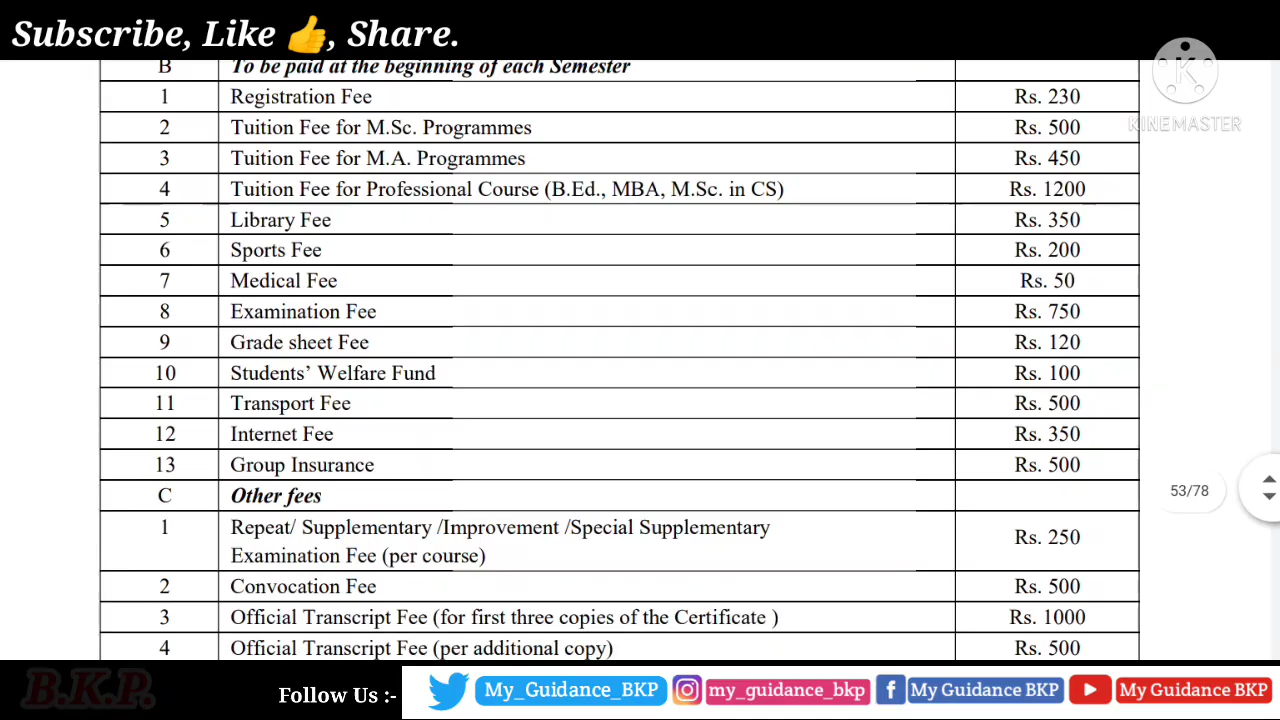 Subscribe, Like 👍, Share.
B To be paid at the beginning of each Semester
1 Registration Fee Rs. 230
2 Tuition Fee for M.Sc. Programmes Rs. 500
3 Tuition Fee for M.A. Programmes Rs. 450
4 Tuition Fee for Professional Course (B.Ed., MBA, M.Sc. in CS) Rs. 1200
5 Library Fee Rs. 350
6 Sports Fee Rs. 200
7 Medical Fee Rs. 50
8 Examination Fee Rs. 750
9 Grade sheet Fee Rs. 120
10 Students’ Welfare Fund Rs. 100
11 Transport Fee Rs. 500
12 Internet Fee Rs. 350
13 Group Insurance Rs. 500
C Other fees
1 Repeat/ Supplementary /Improvement /Special Supplementary
Examination Fee (per course) Rs. 250
2 Convocation Fee Rs. 500
3 Official Transcript Fee (for first three copies of the Certificate ) Rs. 1000
4 Official Transcript Fee (per additional copy) Rs. 500
K
KINEMASTER
53/78
B.K.P.
Follow Us :- My_Guidance_BKP my_guidance_bkp My Guidance BKP My Guidance BKP